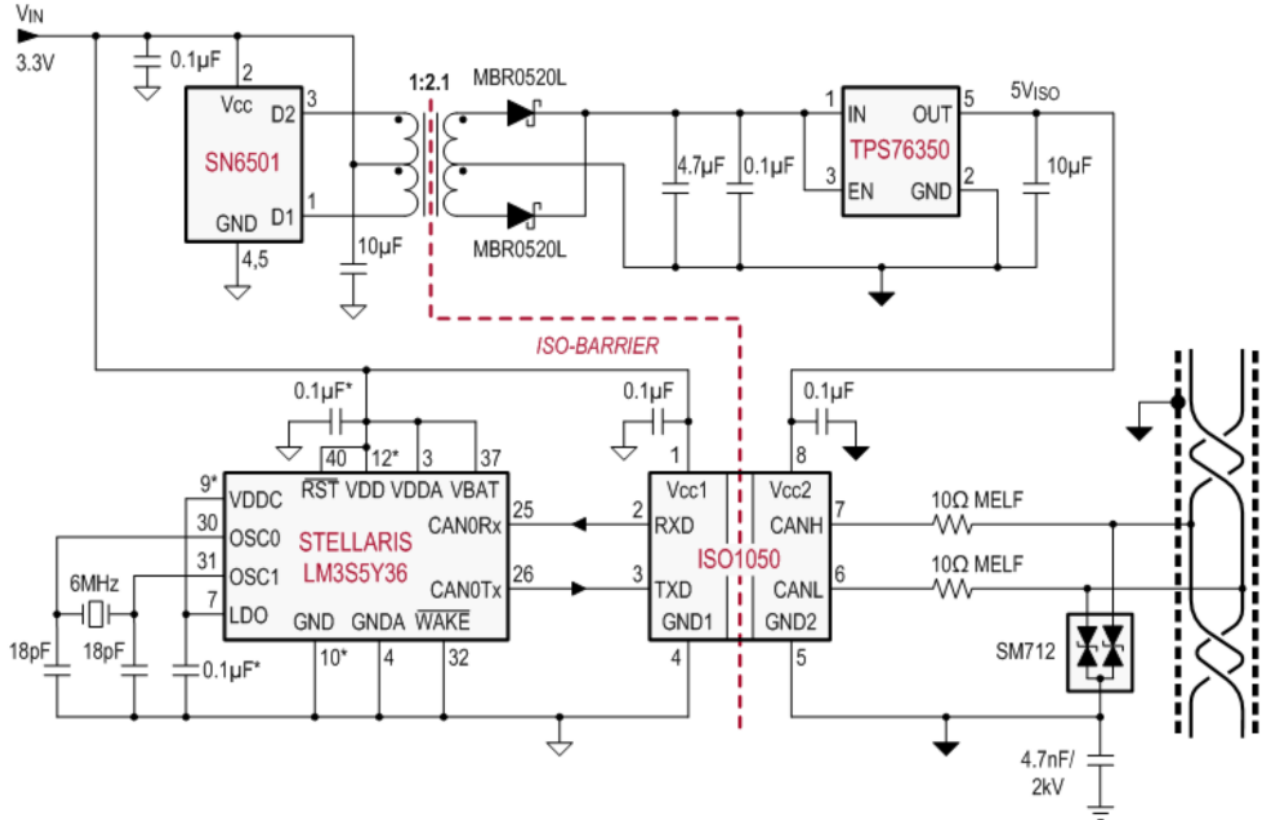 VIN
3.3V
0.1µF
2
Vcc
D2
3
SN6501
D1
1
GND
4,5
10µF
1:2.1
MBR0520L
MBR0520L
4.7µF
0.1µF
1
IN
OUT
5
TPS76350
3
EN
GND
2
5VISO
10µF
ISO-BARRIER
0.1µF*
0.1µF
0.1µF
40
12*
3
37
1
8
9*
VDDC
RST
VDD
VDDA
VBAT
Vcc1
Vcc2
30
OSC0
31
OSC1
7
LDO
STELLARIS
LM3S5Y36
CAN0Rx
25
CAN0Tx
26
GND
GNDA
WAKE
10*
4
32
2
RXD
3
TXD
GND1
4
ISO1050
CANH
7
CANL
6
GND2
5
10Ω MELF
10Ω MELF
6MHz
18pF
18pF
0.1µF*
SM712
4.7nF/
2kV